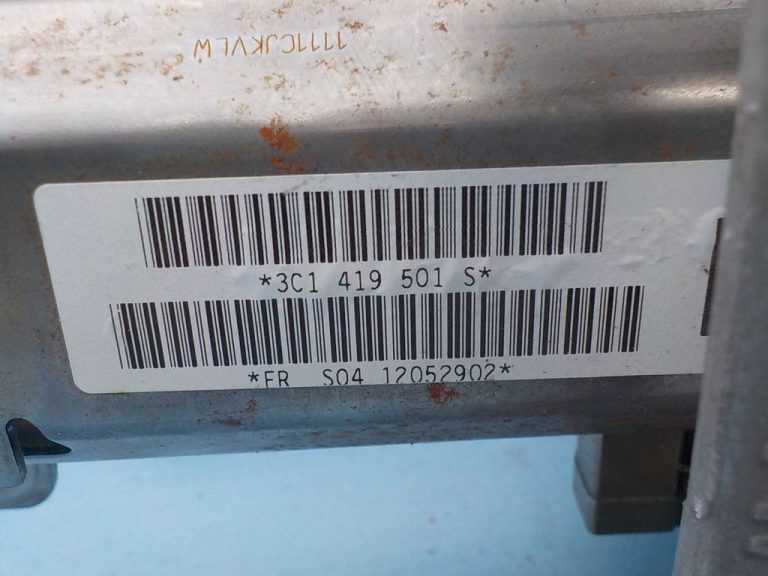 1111CJKVLW
*3C1 419 501 S*
*FR S04 12052902*